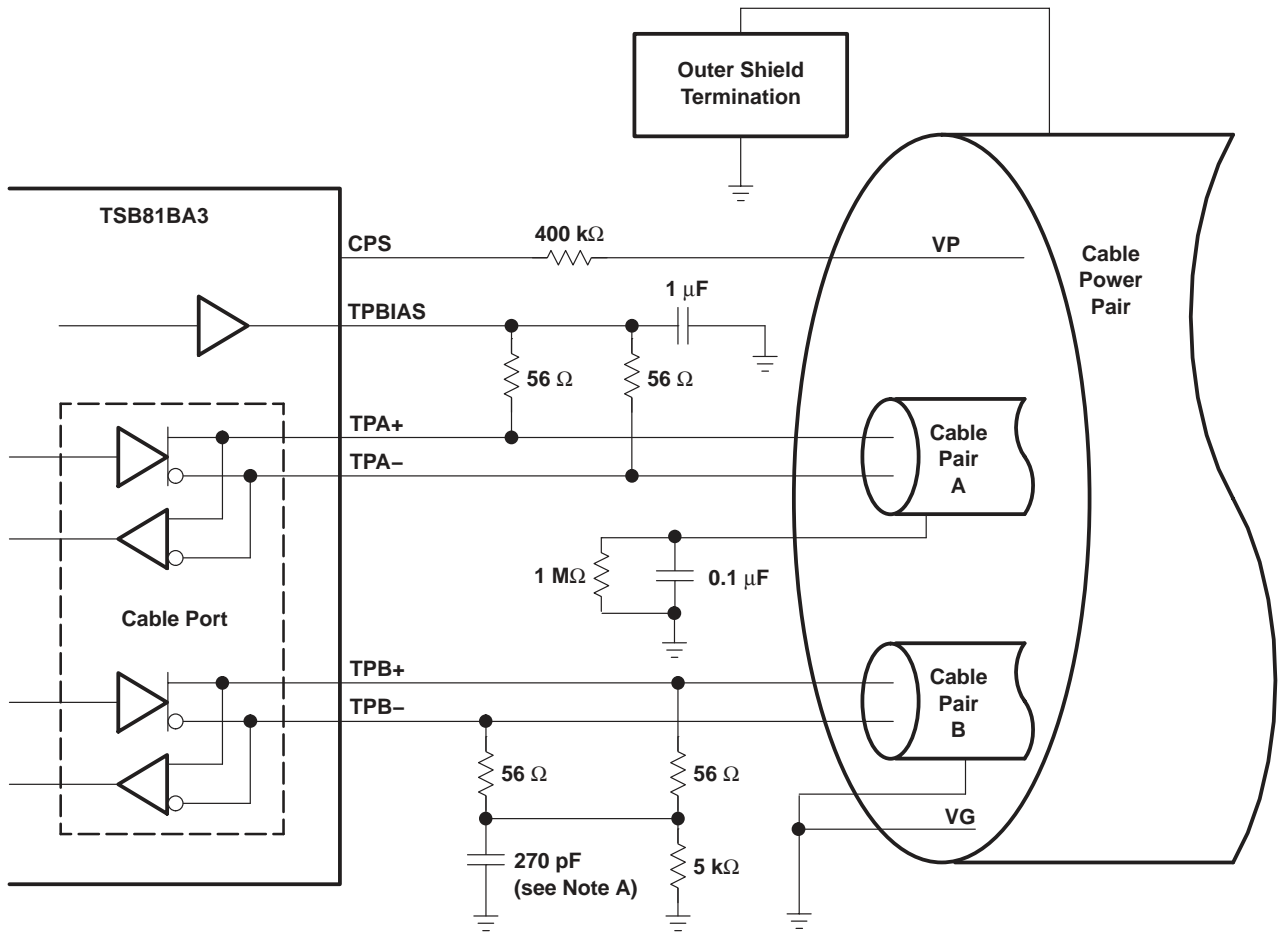 Outer Shield
Termination
TSB81BA3
CPS
400 kΩ
VP
Cable
Power
Pair
TPBIAS
1 μF
56 Ω
56 Ω
TPA+
TPA−
Cable
Pair
A
1 MΩ
0.1 μF
Cable Port
TPB+
TPB−
Cable
Pair
B
56 Ω
56 Ω
VG
270 pF
(see Note A)
5 kΩ